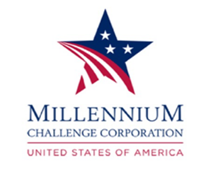 MILLENNIUM
CHALLENGE CORPORATION
UNITED STATES OF AMERICA